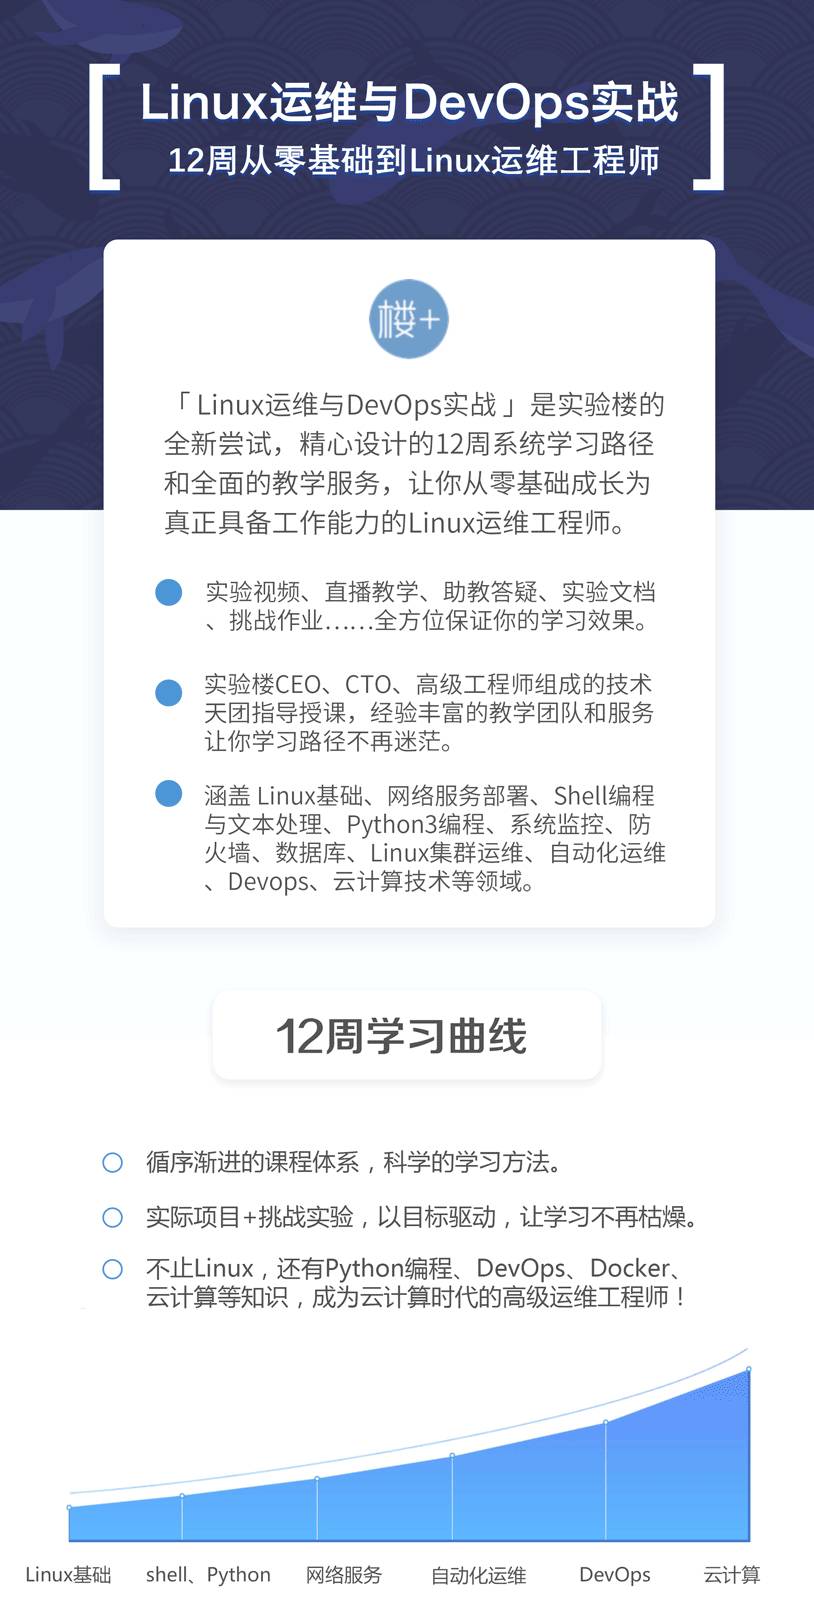 Linux运维与DevOps实战
12周从零基础到Linux运维工程师
楼+
「 Linux运维与DevOps实战 」是实验楼的
全新尝试，精心设计的12周系统学习路径
和全面的教学服务，让你从零基础成长为
真正具备工作能力的Linux运维工程师。
实验视频、直播教学、助教答疑、实验文档
、挑战作业……全方位保证你的学习效果。
实验楼CEO、CTO、高级工程师组成的技术
天团指导授课，经验丰富的教学团队和服务
让你学习路径不再迷茫。
涵盖 Linux基础、网络服务部署、Shell编程
与文本处理、Python3编程、系统监控、防
火墙、数据库、Linux集群运维、自动化运维
、Devops、云计算技术等领域。
12周学习曲线
循序渐进的课程体系，科学的学习方法。
实际项目+挑战实验，以目标驱动，让学习不再枯燥。
不止Linux，还有Python编程、DevOps、Docker、
云计算等知识，成为云计算时代的高级运维工程师！
Linux基础 shell、Python 网络服务 自动化运维 DevOps 云计算